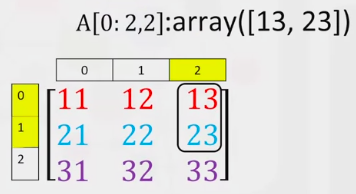 A[0: 2,2]:array([13, 23])
0 1 2
0 11 12 13
1 21 22 23
2 31 32 33